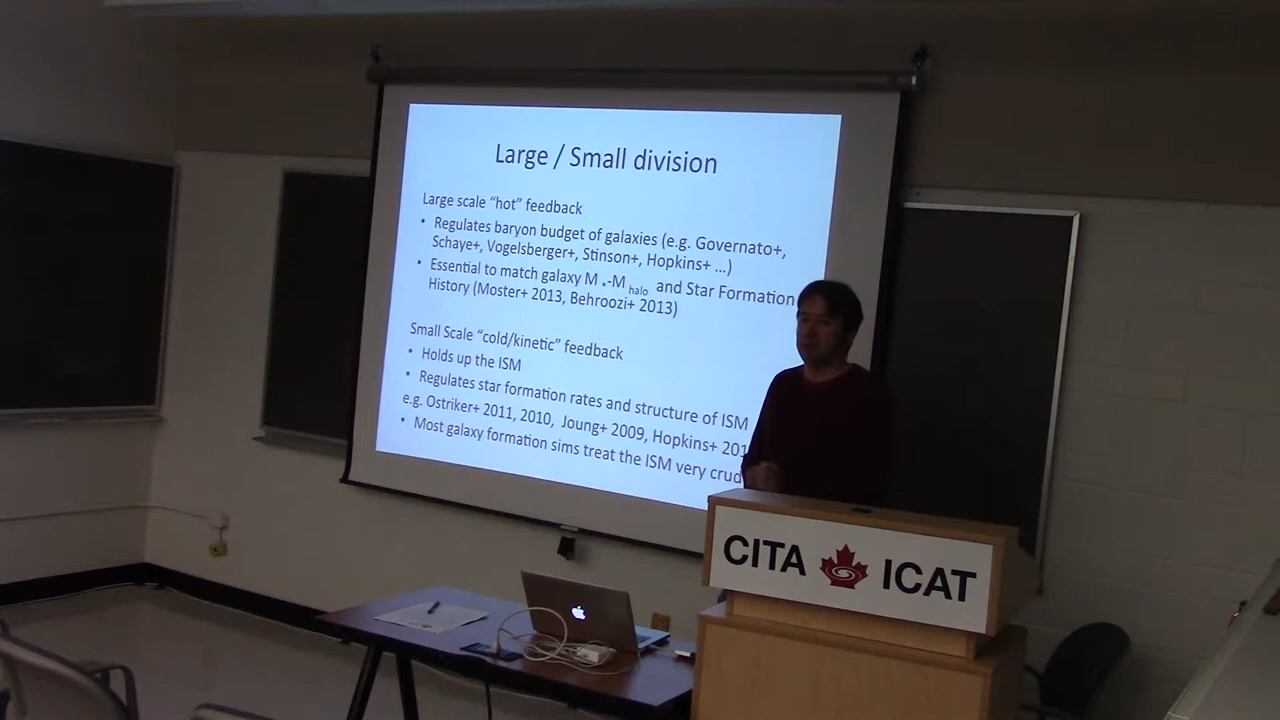 Large / Small division
Large scale “hot” feedback
• Regulates baryon budget of galaxies (e.g. Governato+,
Schaye+, Vogelsberger+, Stinson+, Hopkins+ ...)
• Essential to match galaxy M*-Mhalo and Star Formation
History (Moster+ 2013, Behroozi+ 2013)
Small Scale “cold/kinetic” feedback
• Holds up the ISM
• Regulates star formation rates and structure of ISM
e.g. Ostriker+ 2011, 2010, Joung+ 2009, Hopkins+ 201
• Most galaxy formation sims treat the ISM very crud
CITA ICAT